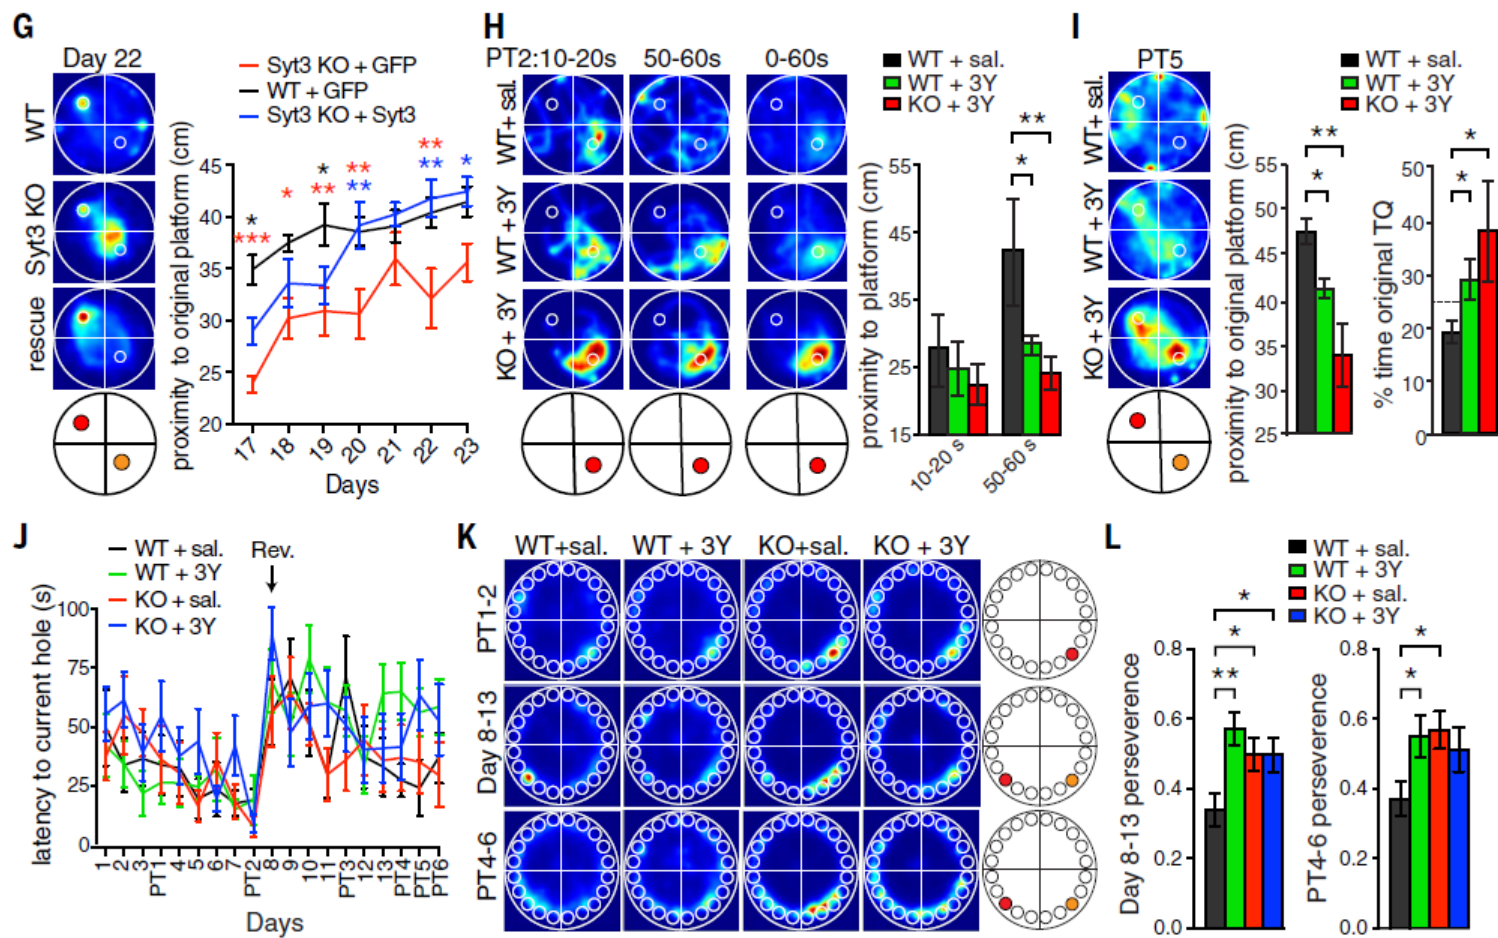 G
Day 22
WT
Syt3 KO
rescue
Syt3 KO + GFP
WT + GFP
Syt3 KO + Syt3
proximity to original platform (cm)
45
40
35
30
25
20
* *** * * ** ** ** ** ** *
17 18 19 20 21 22 23
Days
H
PT2:10-20s 50-60s 0-60s
WT+ sal.
WT + 3Y
KO + 3Y
WT + sal.
WT + 3Y
KO + 3Y
proximity to platform (cm)
55
45
35
25
15
**
*
10-20 s 50-60 s
I
PT5
WT + sal.
WT + 3Y
KO + 3Y
WT + sal.
WT + 3Y
KO + 3Y
proximity to original platform (cm)
55
50
45
40
35
30
25
**
*
% time original TQ
50
40
30
20
10
0
*
*
J
WT + sal.
WT + 3Y
KO + sal.
KO + 3Y
Rev.
latency to current hole (s)
100
75
50
25
0
1 2 3 PT1 4 5 6 7 PT2 8 9 10 11 PT3 12 13 PT4 PT5 PT6
Days
K
WT+sal. WT + 3Y KO+sal. KO + 3Y
PT1-2
Day 8-13
PT4-6
L
WT + sal.
WT + 3Y
KO + sal.
KO + 3Y
Day 8-13 perseverence
0.8
0.6
0.4
0.2
0.0
*
*
**
PT4-6 perseverence
0.8
0.6
0.4
0.2
0.0
*
*